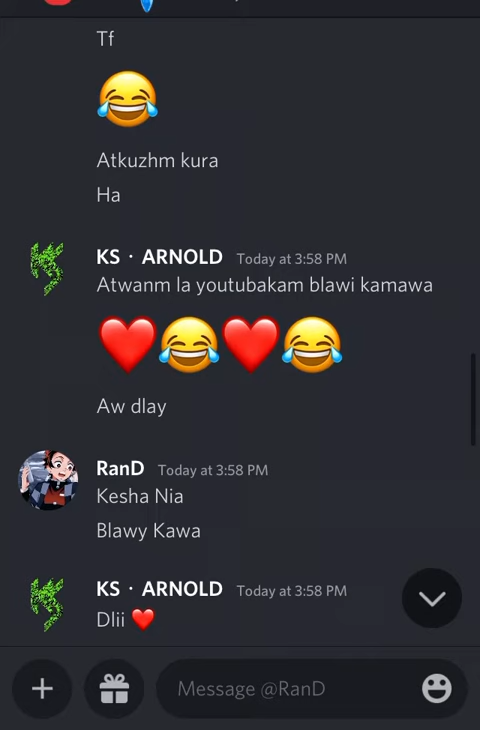 Tf
😂
Atkuzhm kura
Ha
KS · ARNOLD Today at 3:58 PM
Atwanm la youtubakam blawi kamawa
❤️😂❤️😂
Aw dlay
RanD Today at 3:58 PM
Kesha Nia
Blawy Kawa
KS · ARNOLD Today at 3:58 PM
Dlii ❤️
Message @RanD